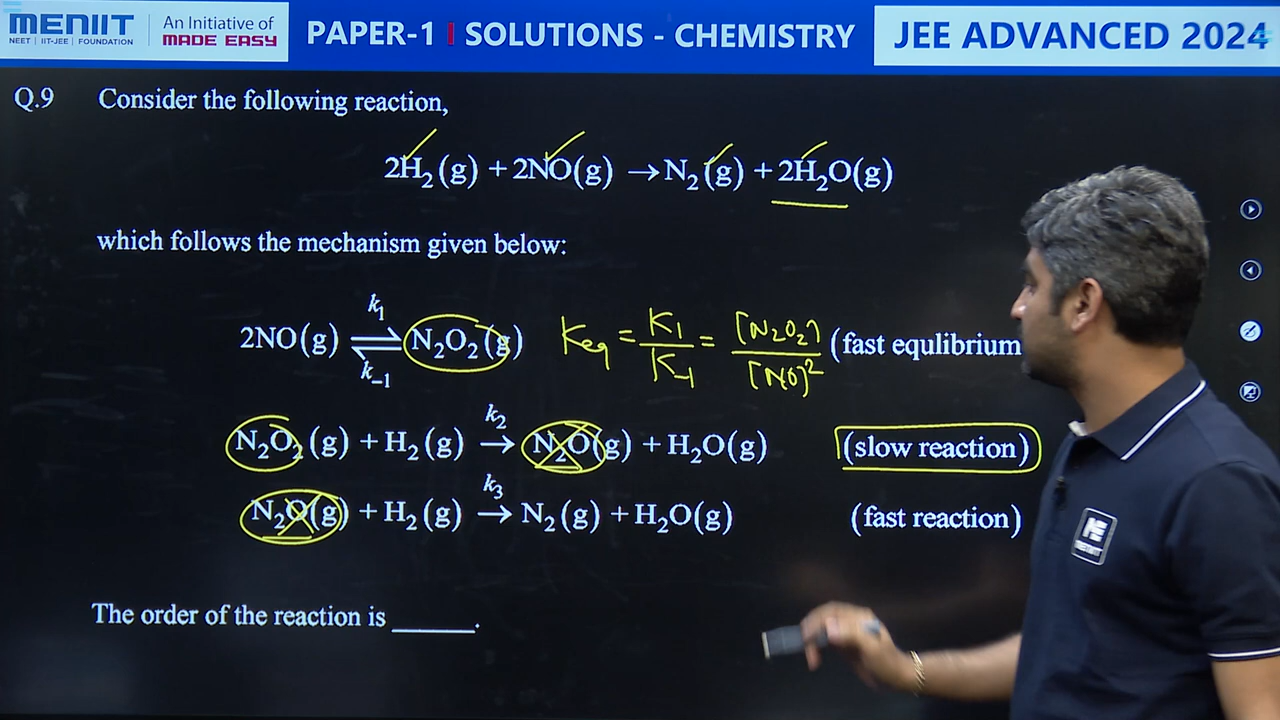 MENIIT
NEET | IIT-JEE | FOUNDATION
An Initiative of
MADE EASY
PAPER-1 | SOLUTIONS - CHEMISTRY
JEE ADVANCED 2024
Q.9 Consider the following reaction,
2H₂(g) + 2NO(g) → N₂(g) + 2H₂O(g)
which follows the mechanism given below:
k₁
2NO(g) ⇌ N₂O₂(g) Keq = K₁/K₋₁ = [N₂O₂]/[NO]² (fast equlibrium
k₋₁
k₂
N₂O₂(g) + H₂(g) → N₂O(g) + H₂O(g) (slow reaction)
k₃
N₂O(g) + H₂(g) → N₂(g) + H₂O(g) (fast reaction)
The order of the reaction is ______.
MENIIT